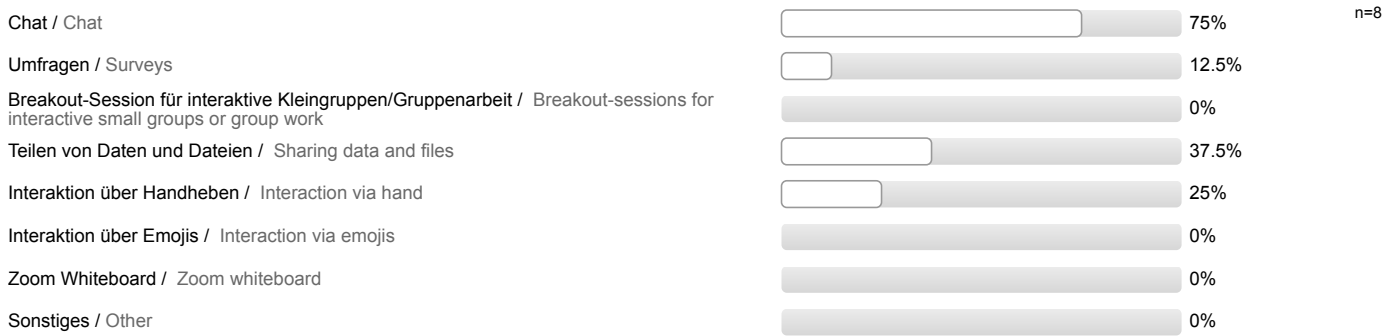 Chat / Chat 75% n=8
Umfragen / Surveys 12.5%
Breakout-Session für interaktive Kleingruppen/Gruppenarbeit / Breakout-sessions for
interactive small groups or group work 0%
Teilen von Daten und Dateien / Sharing data and files 37.5%
Interaktion über Handheben / Interaction via hand 25%
Interaktion über Emojis / Interaction via emojis 0%
Zoom Whiteboard / Zoom whiteboard 0%
Sonstiges / Other 0%